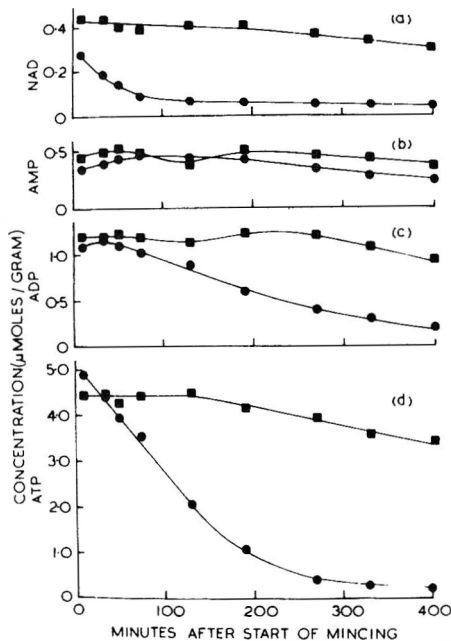 (a)
0·4
0·2
0
NAD
(b)
0·5
0
AMP
(c)
1·0
0·5
0
ADP
(d)
5·0
4·0
3·0
2·0
1·0
0
ATP
CONCENTRATION (μMOLES/GRAM)
0 100 200 300 400
MINUTES AFTER START OF MINCING